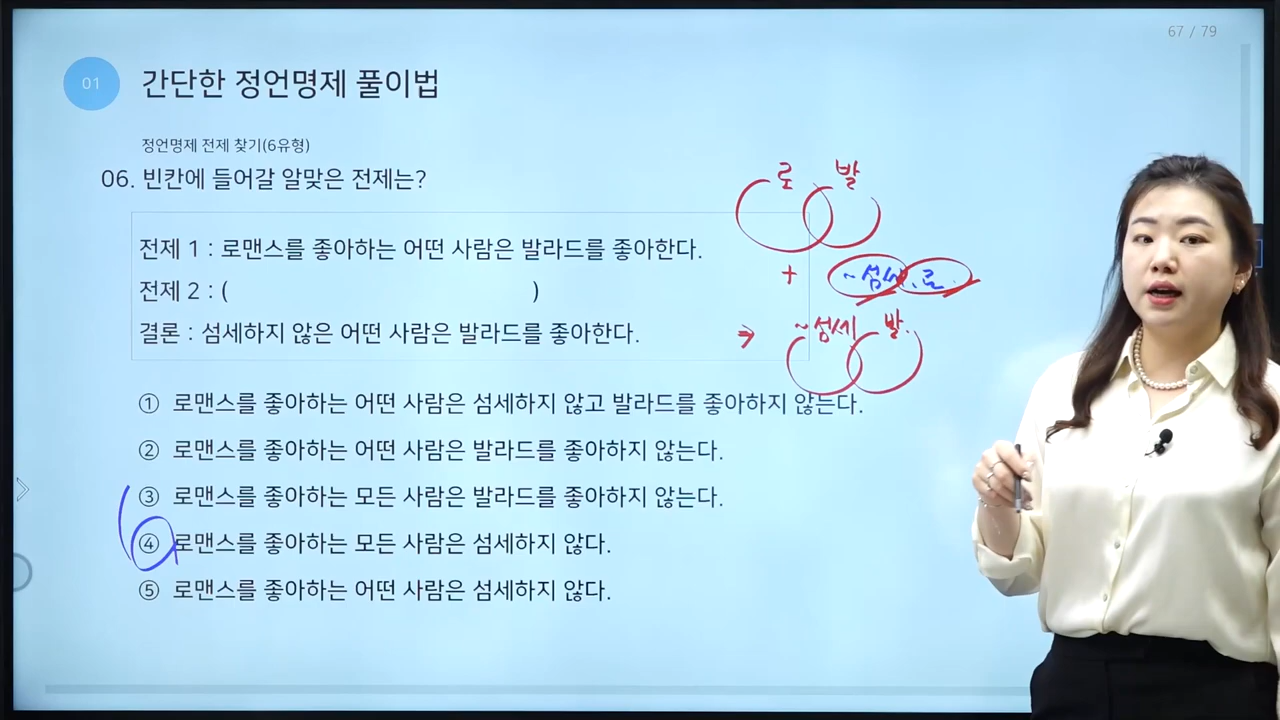 67 / 79
01
간단한 정언명제 풀이법
정언명제 전제 찾기(6유형)
06. 빈칸에 들어갈 알맞은 전제는?
전제 1 : 로맨스를 좋아하는 어떤 사람은 발라드를 좋아한다.
전제 2 : ( )
결론 : 섬세하지 않은 어떤 사람은 발라드를 좋아한다.
① 로맨스를 좋아하는 어떤 사람은 섬세하지 않고 발라드를 좋아하지 않는다.
② 로맨스를 좋아하는 어떤 사람은 발라드를 좋아하지 않는다.
③ 로맨스를 좋아하는 모든 사람은 발라드를 좋아하지 않는다.
④ 로맨스를 좋아하는 모든 사람은 섬세하지 않다.
⑤ 로맨스를 좋아하는 어떤 사람은 섬세하지 않다.
로 발
+ ~섬세, 로.
→ ~섬세 발.